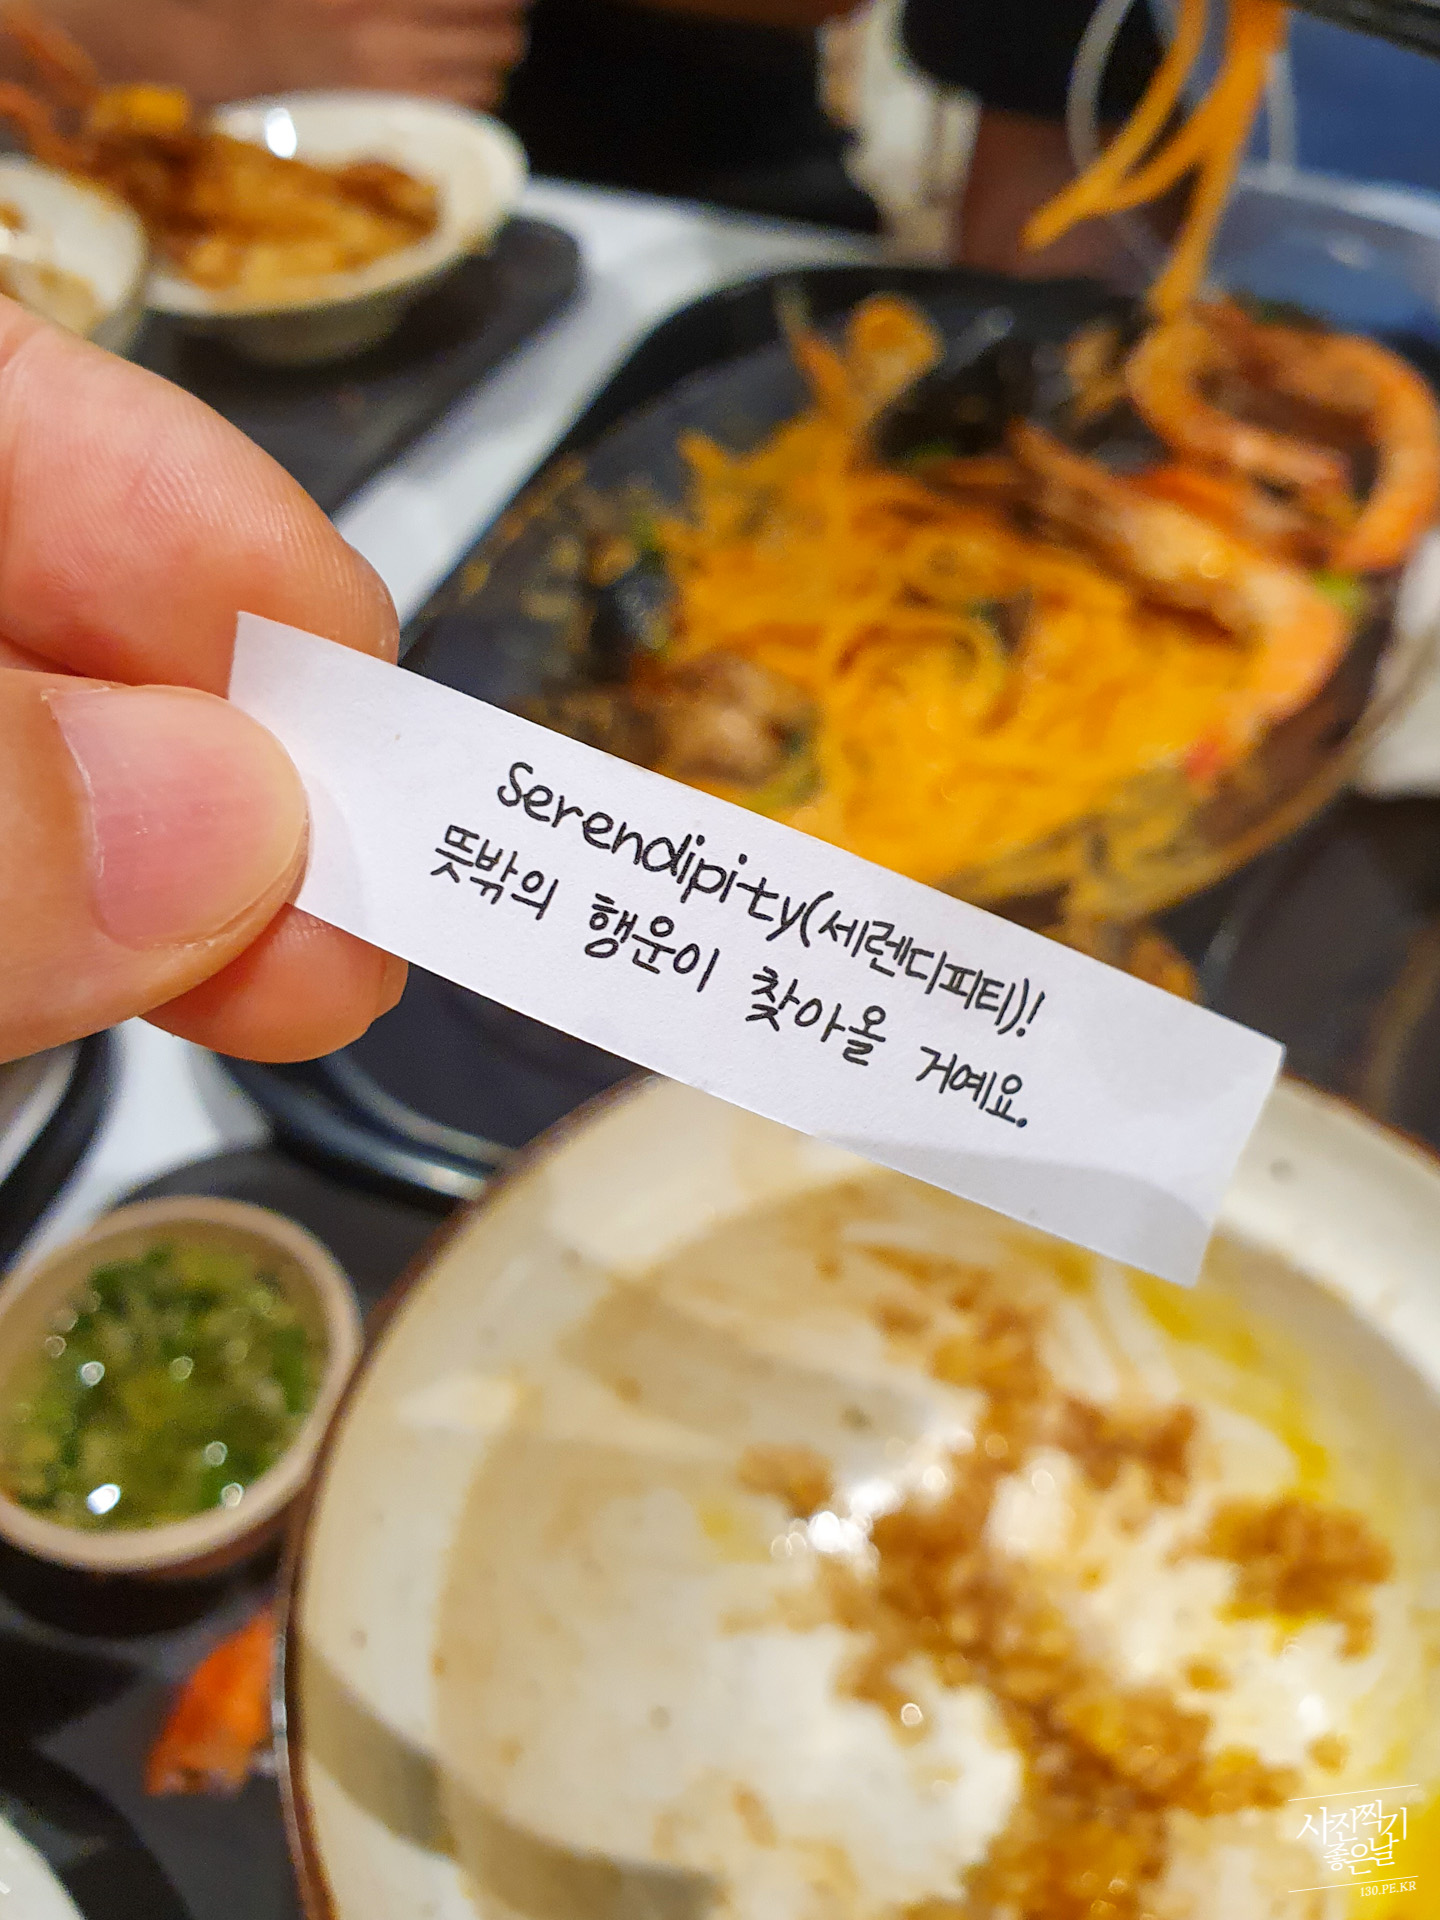 Serendipity(세렌디피티)!
뜻밖의 행운이 찾아올 거예요.
사진찍기
좋은날
130.PE.KR